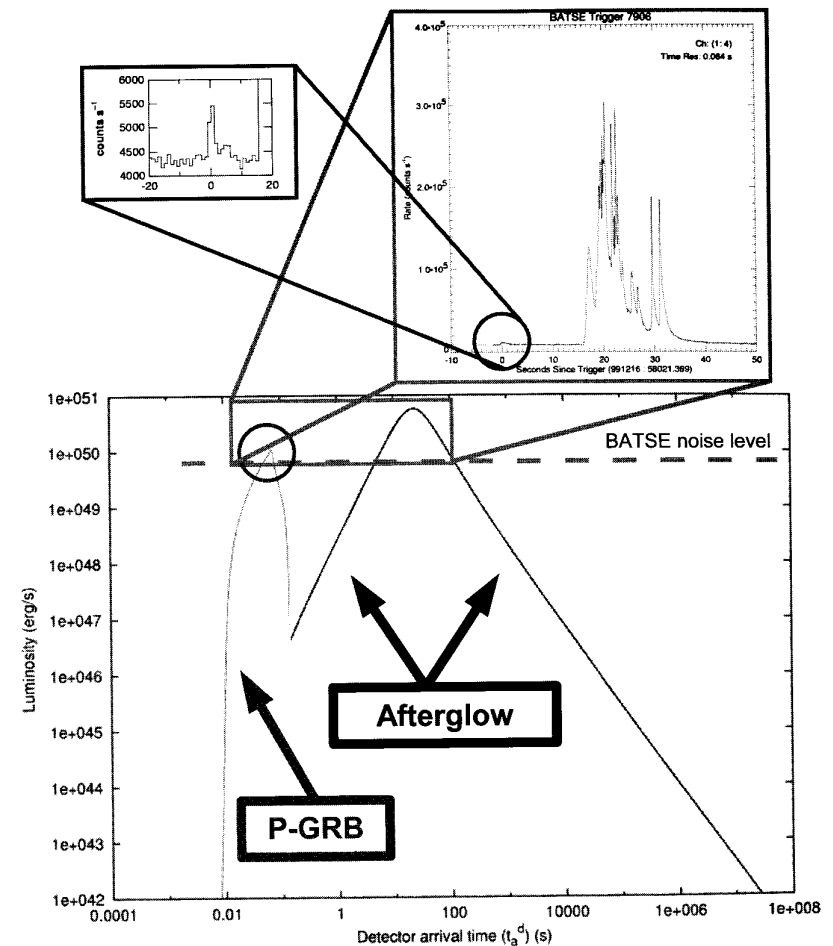 BATSE Trigger 7906
4.0•10⁵
Ch: (1: 4)
Time Res: 0.064 s
3.0•10⁵
2.0•10⁵
1.0•10⁵
0
Rate (counts s⁻¹)
-10 0 10 20 30 40 50
Seconds Since Trigger (991216 : 58021.369)
6000
5500
5000
4500
4000
counts s⁻¹
-20 0 20
1e+051
1e+050
1e+049
1e+048
1e+047
1e+046
1e+045
1e+044
1e+043
1e+042
Luminosity (erg/s)
BATSE noise level
Afterglow
P-GRB
0.0001 0.01 1 100 10000 1e+006 1e+008
Detector arrival time (tₐᵈ) (s)